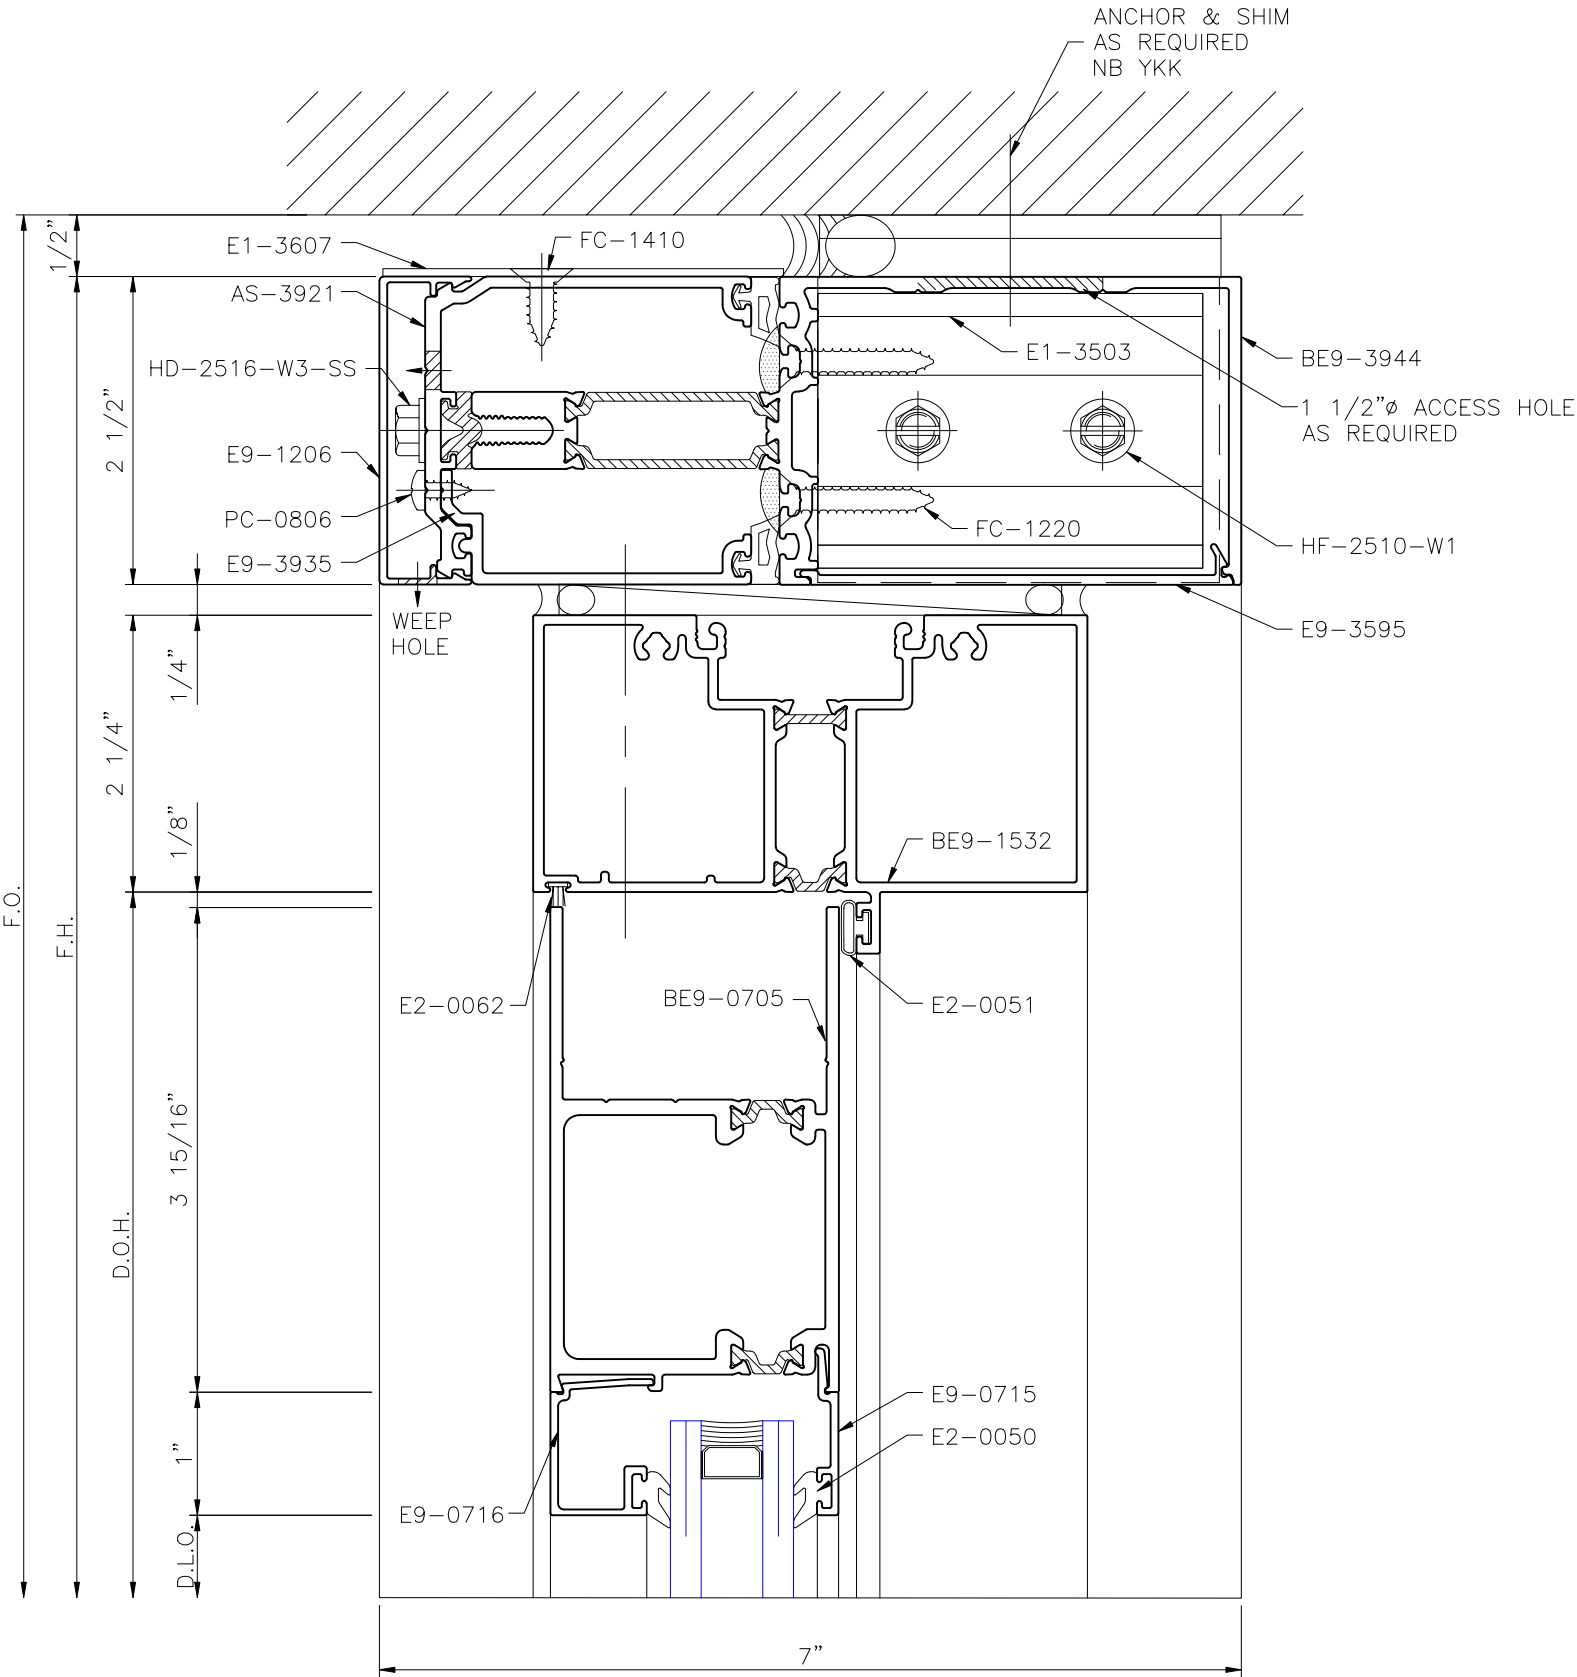 ANCHOR & SHIM
AS REQUIRED
NB YKK
1/2"
E1-3607
FC-1410
AS-3921
HD-2516-W3-SS
E1-3503
BE9-3944
1 1/2"ø ACCESS HOLE
AS REQUIRED
2 1/2"
E9-1206
PC-0806
FC-1220
HF-2510-W1
E9-3935
WEEP
HOLE
E9-3595
1/4"
2 1/4"
1/8"
BE9-1532
F.O.
F.H.
E2-0062
BE9-0705
E2-0051
3 15/16"
D.O.H.
E9-0715
E2-0050
1"
E9-0716
D.L.O.
7"